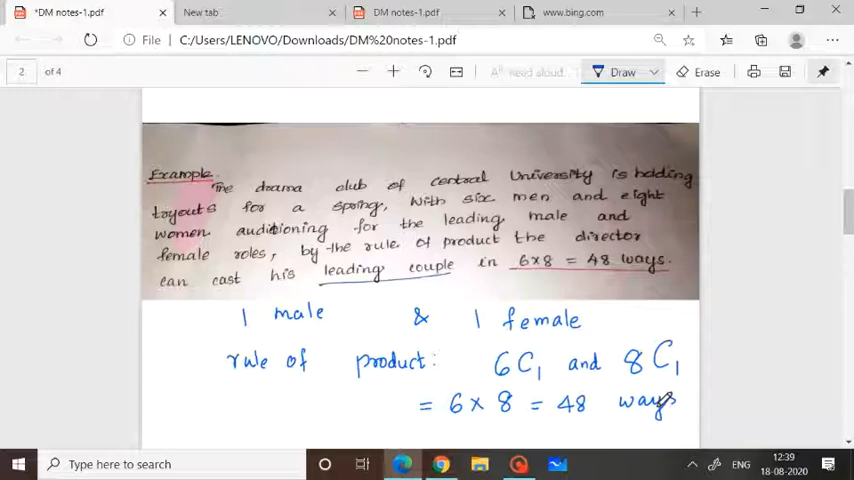 *DM notes-1.pdf
New tab
DM notes-1.pdf
www.bing.com
File
C:/Users/LENOVO/Downloads/DM%20notes-1.pdf
2 of 4
Read aloud
Draw
Erase
Example.
The drama club of central University is holding
tryouts for a spring, with six men and eight
women auditioning for the leading male and
female roles, by the rule of product the director
can cast his leading couple in 6x8 = 48 ways.
1 male & 1 female
rule of product: 6C1 and 8C1
= 6 x 8 = 48 ways
Type here to search
ENG
12:39
18-08-2020